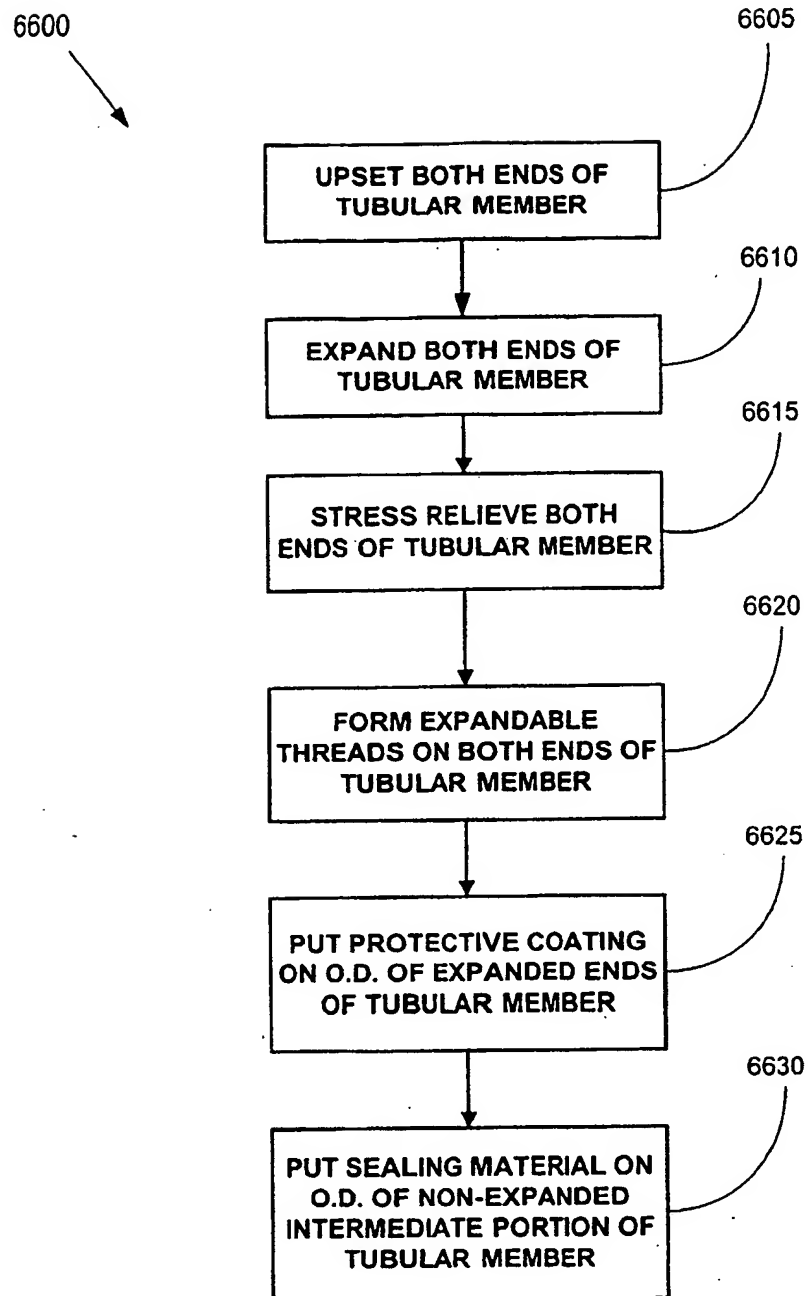 6600
6605
UPSET BOTH ENDS OF
TUBULAR MEMBER
6610
EXPAND BOTH ENDS OF
TUBULAR MEMBER
6615
STRESS RELIEVE BOTH
ENDS OF TUBULAR MEMBER
6620
FORM EXPANDABLE
THREADS ON BOTH ENDS OF
TUBULAR MEMBER
6625
PUT PROTECTIVE COATING
ON O.D. OF EXPANDED ENDS
OF TUBULAR MEMBER
6630
PUT SEALING MATERIAL ON
O.D. OF NON-EXPANDED
INTERMEDIATE PORTION OF
TUBULAR MEMBER